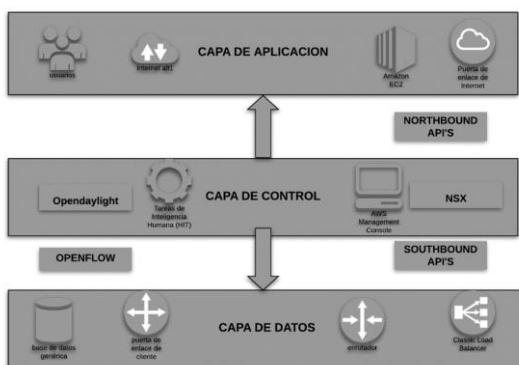 CAPA DE APLICACION
usuarios
Internet alt1
Amazon
EC2
Puerta de
enlace de
Internet
NORTHBOUND
API'S
Opendaylight
Tareas de
Inteligencia
Humana (HIT)
CAPA DE CONTROL
AWS
Management
Console
NSX
OPENFLOW
SOUTHBOUND
API'S
base de datos
genérica
puerta de
enlace de
cliente
CAPA DE DATOS
enrutador
Classic Load
Balancer